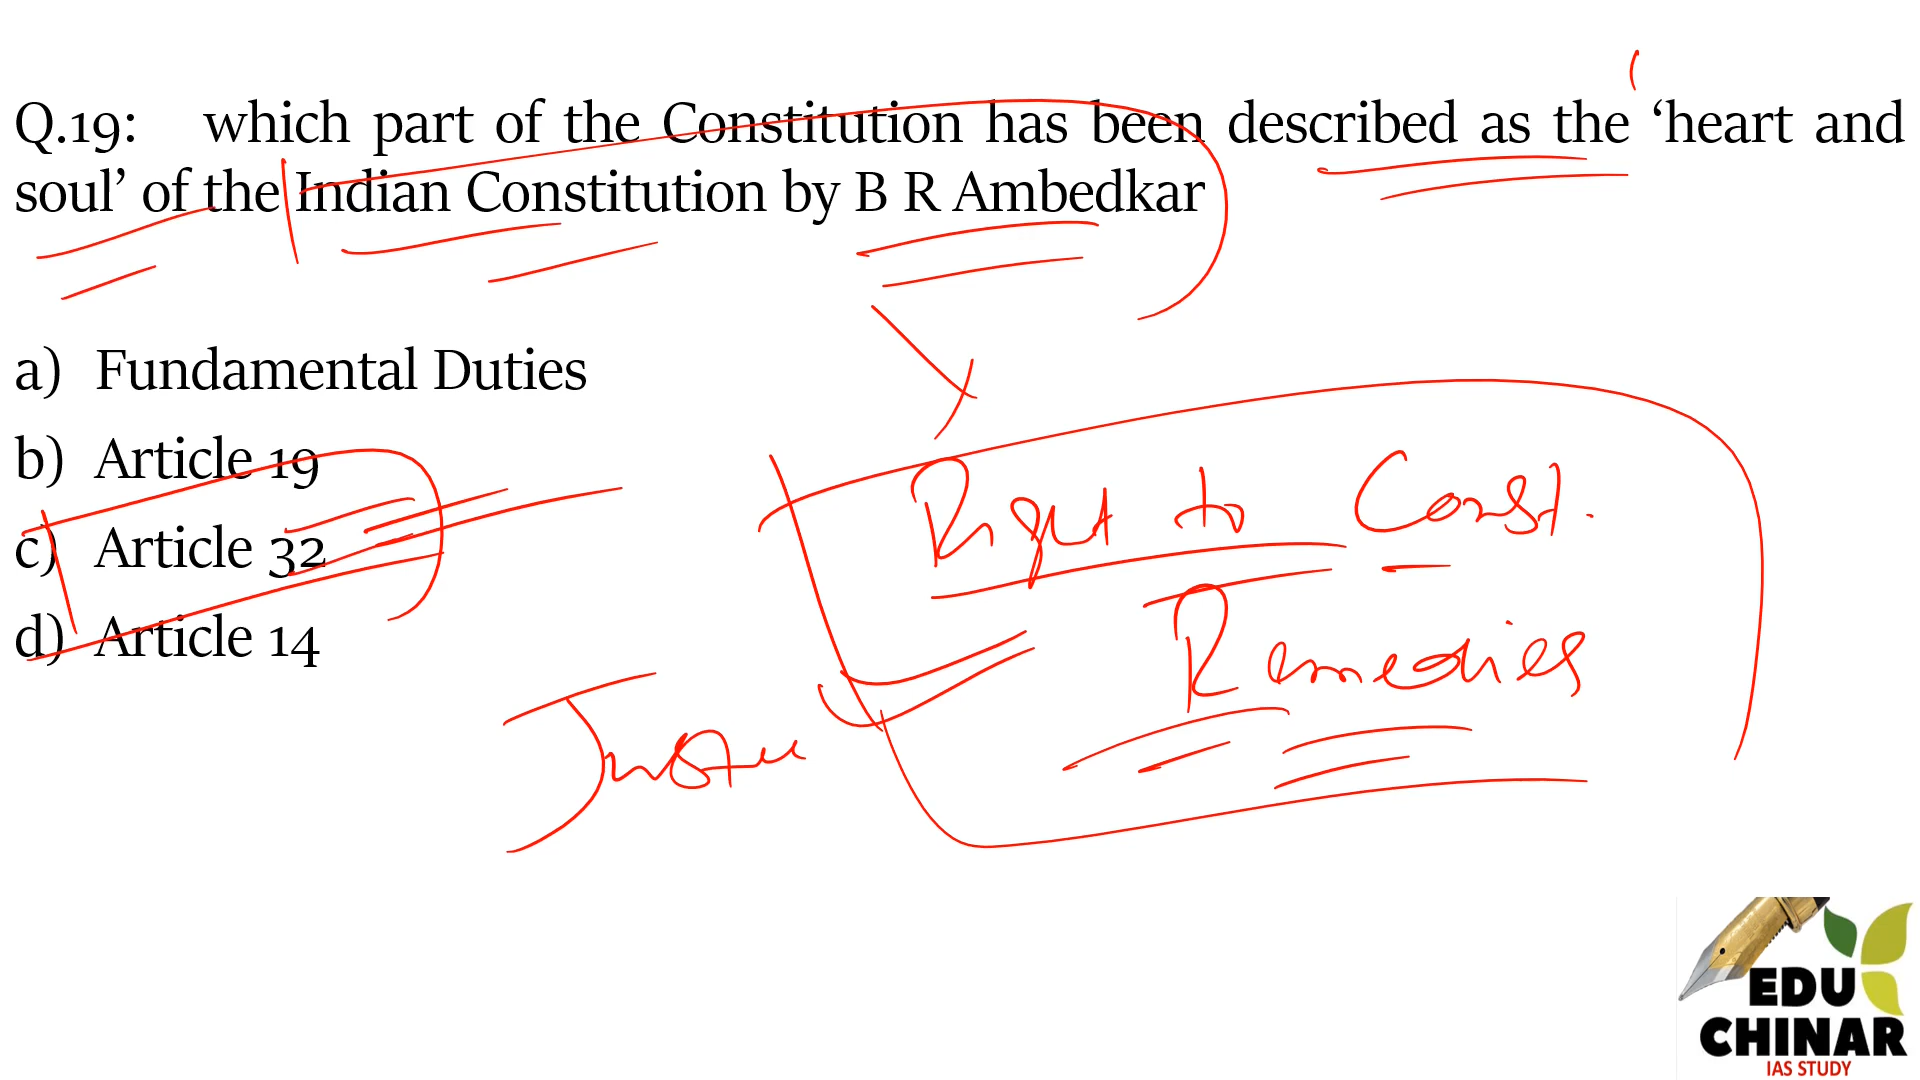 Q.19: which part of the Constitution has been described as the ‘heart and
soul’ of the Indian Constitution by B R Ambedkar
a) Fundamental Duties
b) Article 19
c) Article 32
d) Article 14
Right to Const.
Remedies
EDU
CHINAR
IAS STUDY